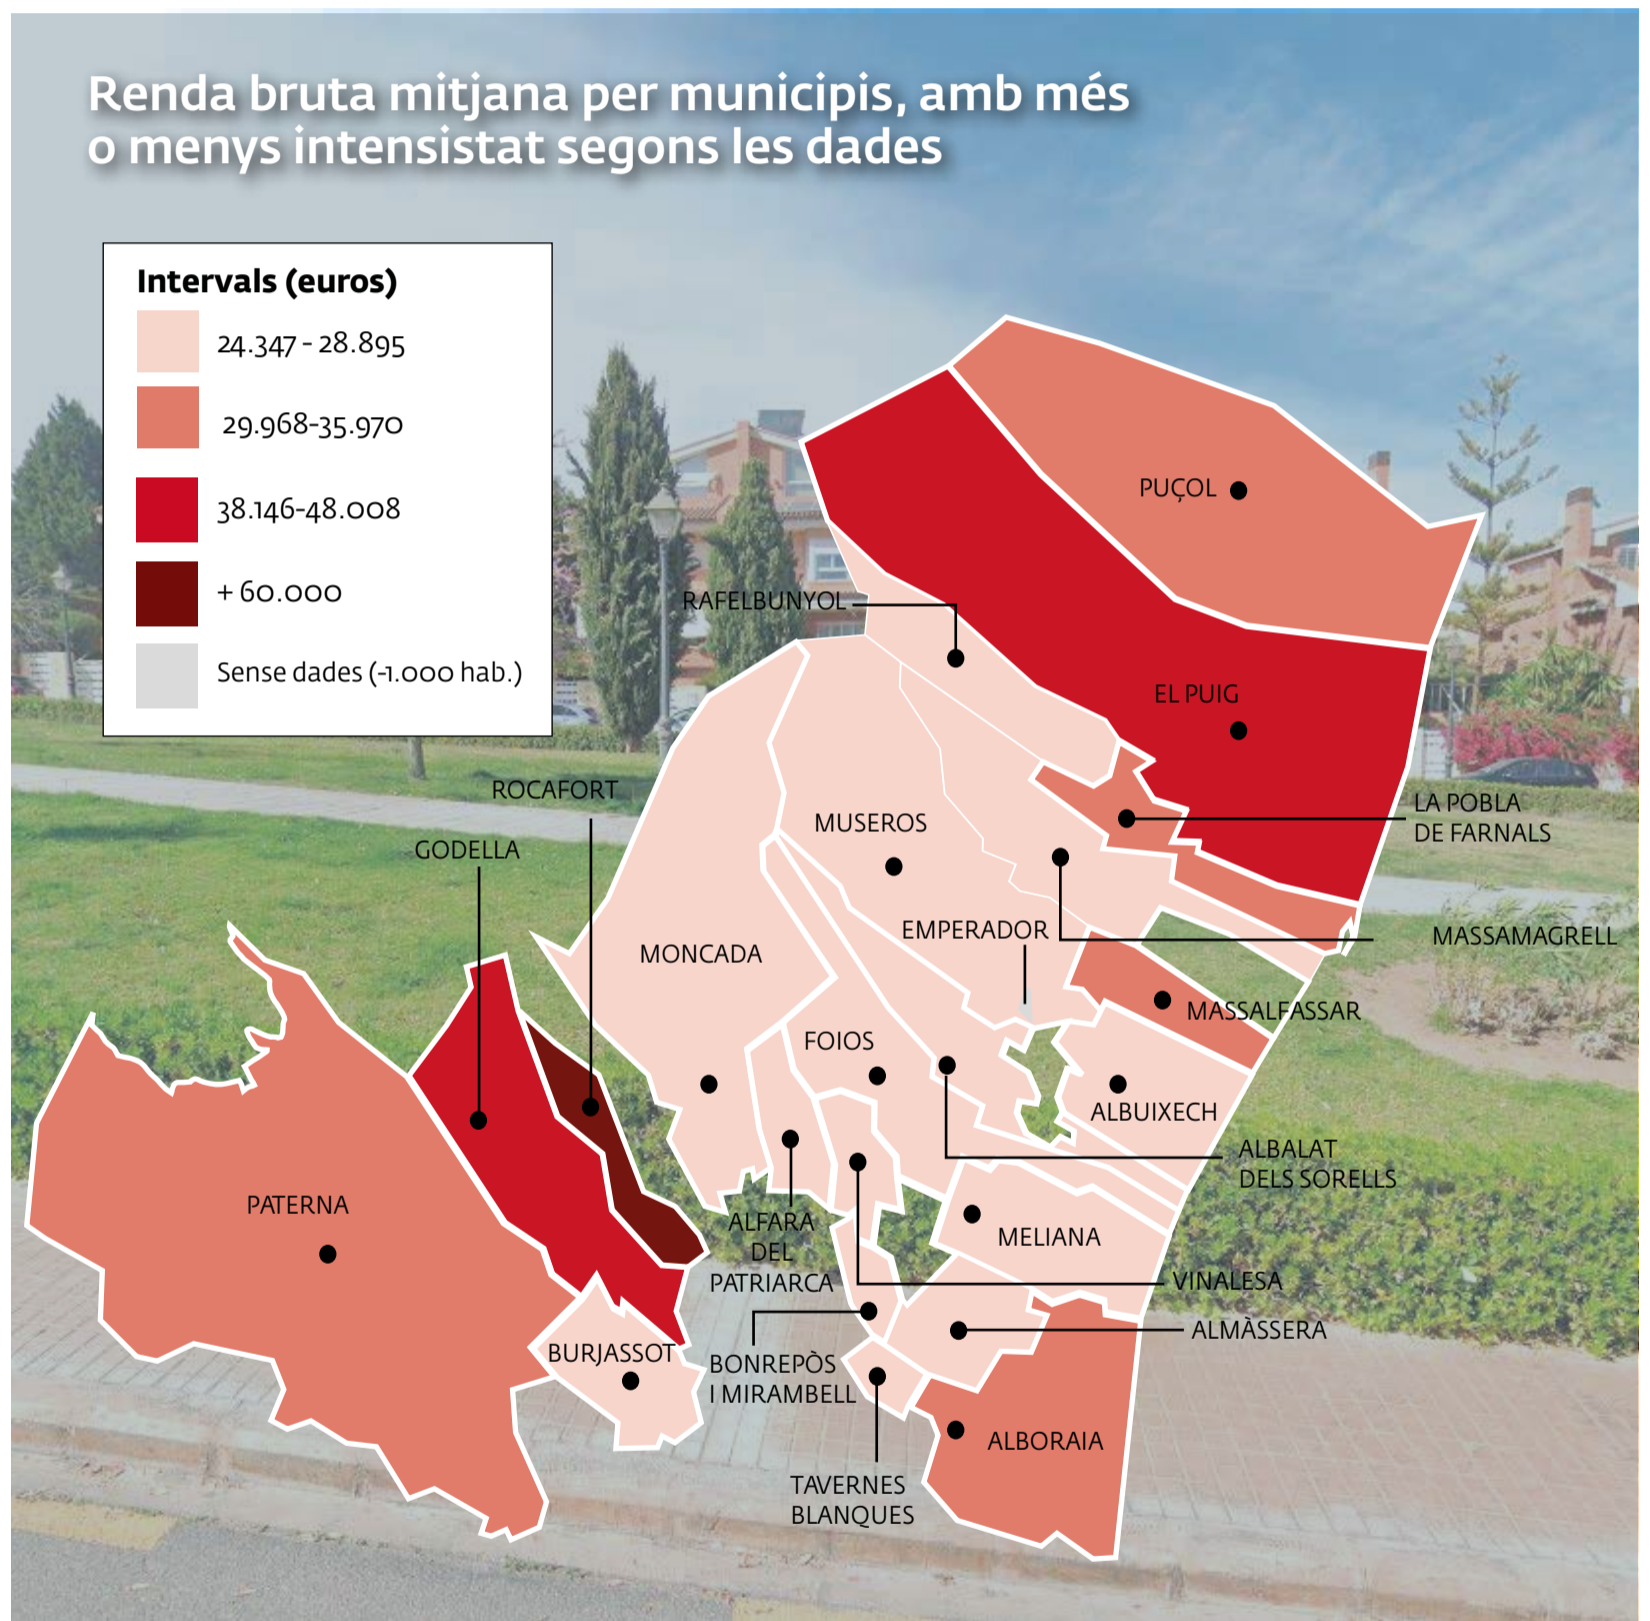 Renda bruta mitjana per municipis, amb més
o menys intensistat segons les dades
Intervals (euros)
24.347 - 28.895
29.968-35.970
38.146-48.008
+ 60.000
Sense dades (-1.000 hab.)
PUÇOL
RAFELBUNYOL
EL PUIG
ROCAFORT
LA POBLA
DE FARNALS
MUSEROS
GODELLA
EMPERADOR
MASSAMAGRELL
MONCADA
MASSALFASSAR
FOIOS
ALBUIXECH
ALBALAT
DELS SORELLS
PATERNA
ALFARA
DEL
PATRIARCA
MELIANA
VINALESA
ALMÀSSERA
BURJASSOT
BONREPÒS
I MIRAMBELL
ALBORAIA
TAVERNES
BLANQUES